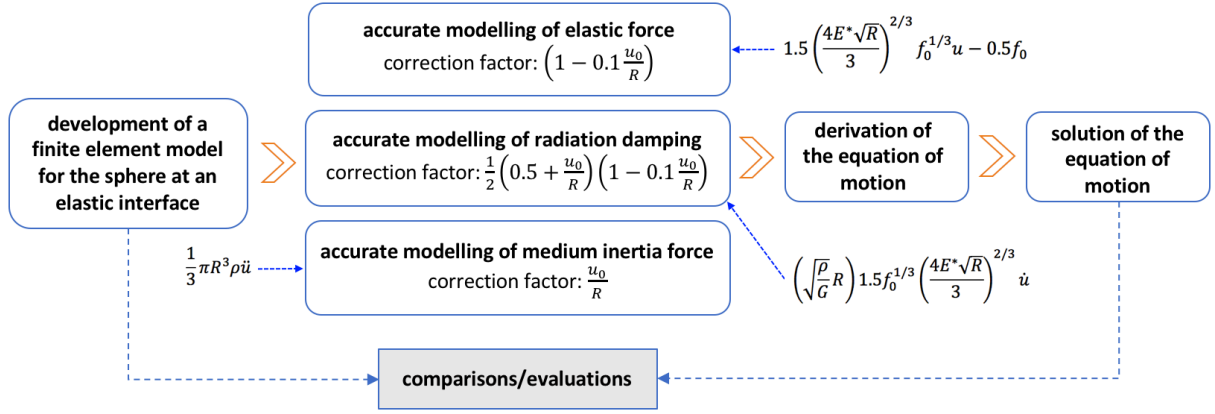 accurate modelling of elastic force
correction factor: (1 − 0.1 u₀/R)
1.5 (4E*√R/3)^{2/3} f₀^{1/3}u − 0.5f₀
development of a
finite element model
for the sphere at an
elastic interface
accurate modelling of radiation damping
correction factor: 1/2 (0.5 + u₀/R) (1 − 0.1 u₀/R)
derivation of
the equation of
motion
solution of the
equation of
motion
1/3 πR³ρü
accurate modelling of medium inertia force
correction factor: u₀/R
(√(ρ/G) R) 1.5f₀^{1/3} (4E*√R/3)^{2/3} u̇
comparisons/evaluations